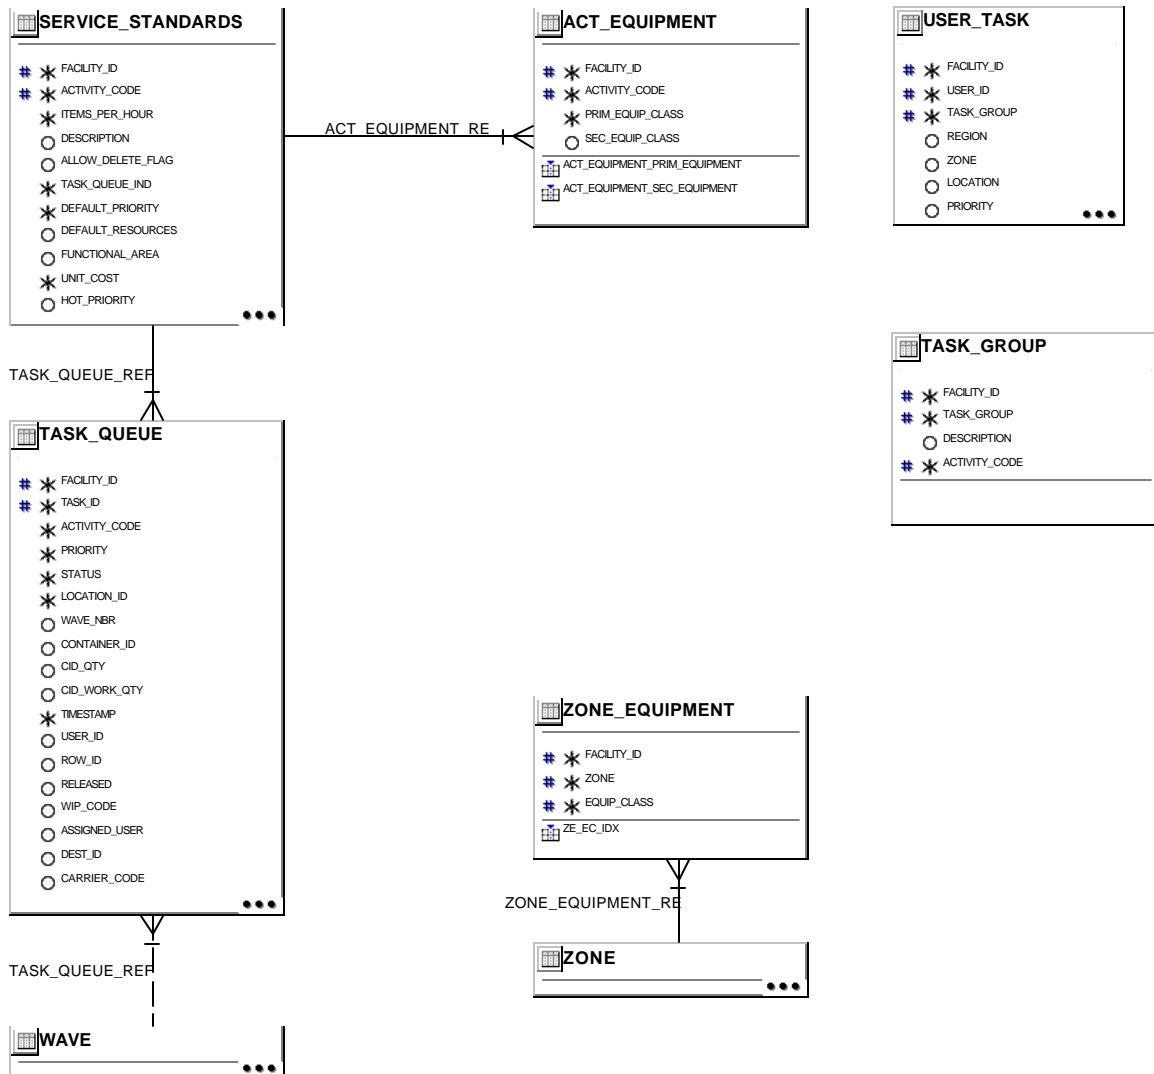 SERVICE_STANDARDS
# * FACILITY_ID
# * ACTIVITY_CODE
* ITEMS_PER_HOUR
DESCRIPTION
ALLOW_DELETE_FLAG
* TASK_QUEUE_IND
* DEFAULT_PRIORITY
DEFAULT_RESOURCES
FUNCTIONAL_AREA
* UNIT_COST
HOT_PRIORITY
ACT_EQUIPMENT_RE
ACT_EQUIPMENT
# * FACILITY_ID
# * ACTIVITY_CODE
* PRIM_EQUIP_CLASS
SEC_EQUIP_CLASS
ACT_EQUIPMENT_PRIM_EQUIPMENT
ACT_EQUIPMENT_SEC_EQUIPMENT
USER_TASK
# * FACILITY_ID
# * USER_ID
# * TASK_GROUP
REGION
ZONE
LOCATION
PRIORITY
TASK_QUEUE_REF
TASK_GROUP
# * FACILITY_ID
# * TASK_GROUP
DESCRIPTION
# * ACTIVITY_CODE
TASK_QUEUE
# * FACILITY_ID
# * TASK_ID
* ACTIVITY_CODE
* PRIORITY
* STATUS
* LOCATION_ID
WAVE_NBR
CONTAINER_ID
CID_QTY
CID_WORK_QTY
* TIMESTAMP
USER_ID
ROW_ID
RELEASED
WIP_CODE
ASSIGNED_USER
DEST_ID
CARRIER_CODE
ZONE_EQUIPMENT
# * FACILITY_ID
# * ZONE
# * EQUIP_CLASS
ZE_EC_IDX
ZONE_EQUIPMENT_RE
ZONE
TASK_QUEUE_REF
WAVE